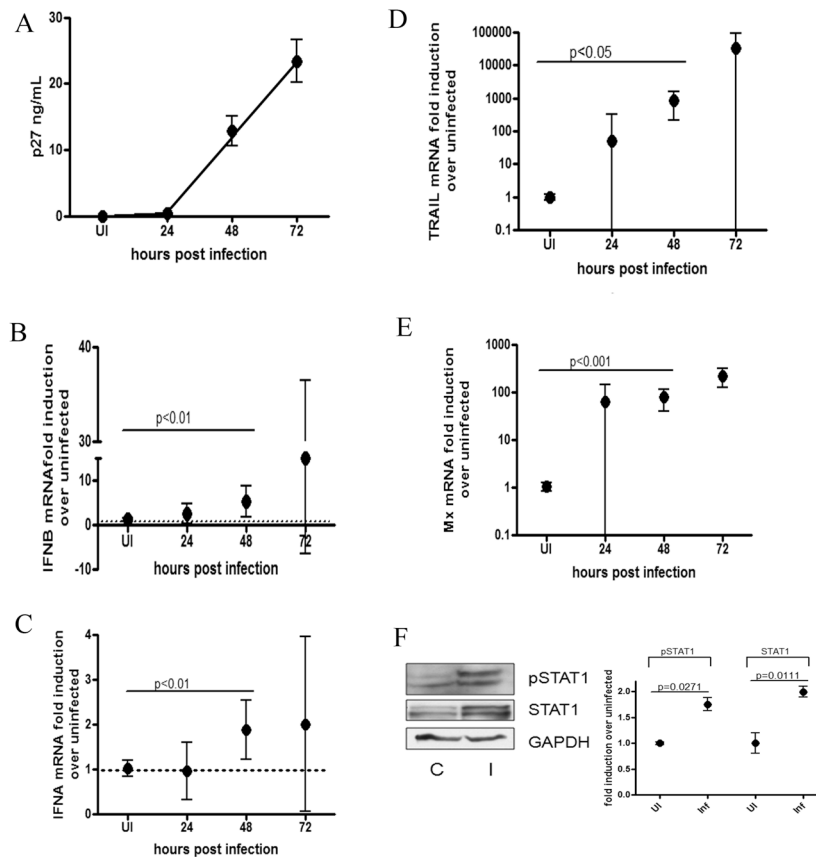 A
p27 ng/mL
30
20
10
0
UI 24 48 72
hours post infection
B
IFNB mRNAfold induction
over uninfected
40
30
10
0
-10
p<0.01
UI 24 48 72
hours post infection
C
IFNA mRNA fold induction
over uninfected
4
3
2
1
0
p<0.01
UI 24 48 72
hours post infection
D
TRAIL mRNA fold induction
over uninfected
100000
10000
1000
100
10
1
0.1
p<0.05
UI 24 48 72
hours post infection
E
Mx mRNA fold induction
over uninfected
1000
100
10
1
0.1
p<0.001
UI 24 48 72
hours post infection
F
pSTAT1
STAT1
GAPDH
C I
fold induction over uninfected
pSTAT1 STAT1
p=0.0271 p=0.0111
2.0
1.5
1.0
0.5
0.0
UI Inf UI Inf